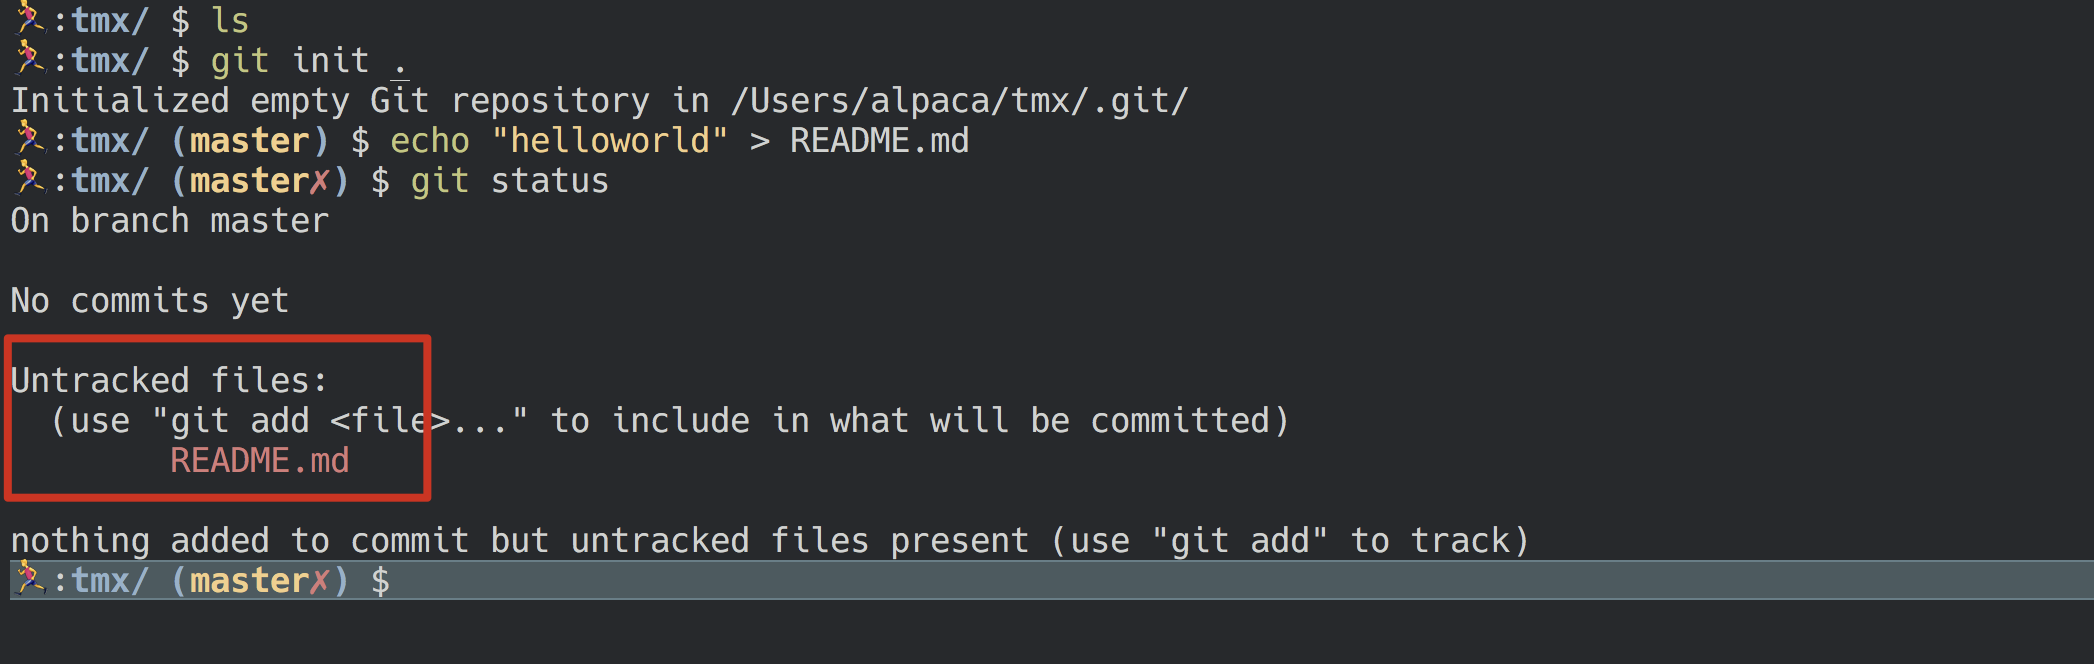 🏃:tmx/ $ ls
🏃:tmx/ $ git init .
Initialized empty Git repository in /Users/alpaca/tmx/.git/
🏃:tmx/ (master) $ echo "helloworld" > README.md
🏃:tmx/ (master✗) $ git status
On branch master
No commits yet
Untracked files:
(use "git add <file>..." to include in what will be committed)
README.md
nothing added to commit but untracked files present (use "git add" to track)
🏃:tmx/ (master✗) $